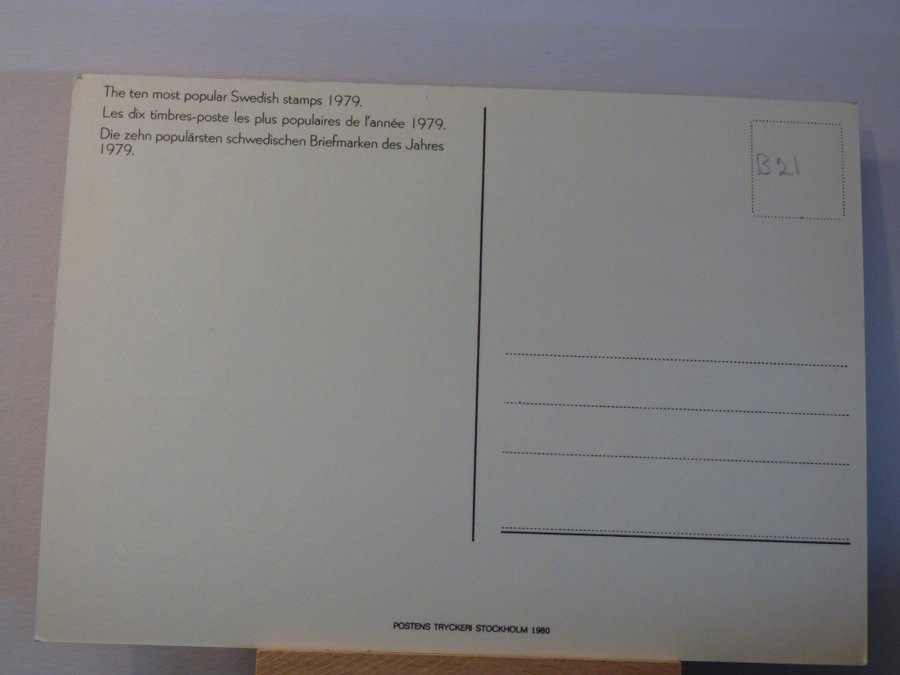 The ten most popular Swedish stamps 1979.
Les dix timbres-poste les plus populaires de l'année 1979.
Die zehn populärsten schwedischen Briefmarken des Jahres
1979.
B21
POSTENS TRYCKERI STOCKHOLM 1980